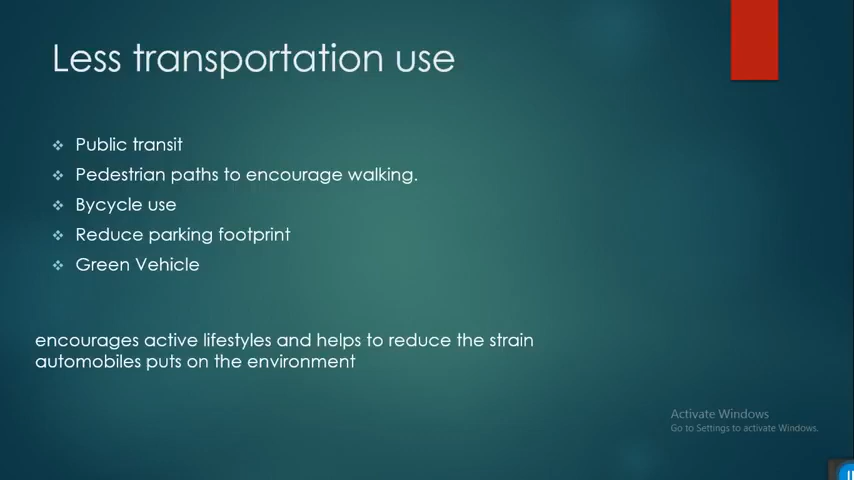 Less transportation use
Public transit
Pedestrian paths to encourage walking.
Bycycle use
Reduce parking footprint
Green Vehicle
encourages active lifestyles and helps to reduce the strain
automobiles puts on the environment
Activate Windows
Go to Settings to activate Windows.